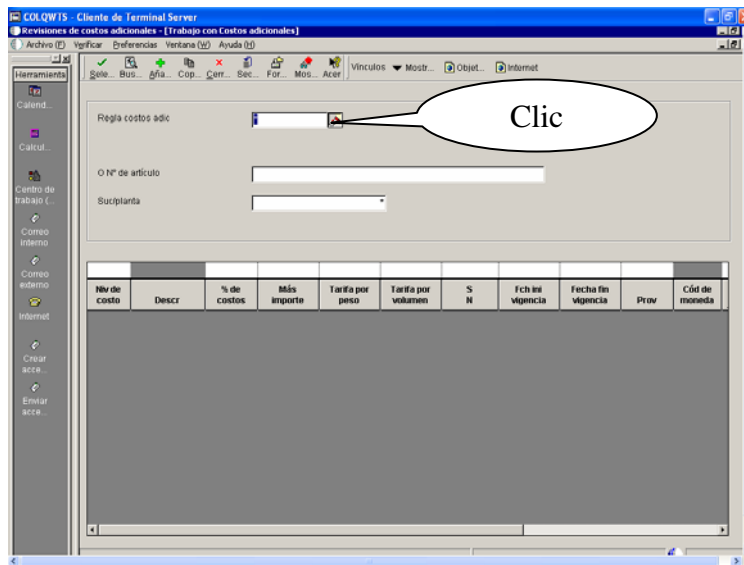 COLQWTS - Cliente de Terminal Server
Revisiones de costos adicionales - [Trabajo con Costos adicionales]
Archivo (F) Verificar Preferencias Ventana (W) Ayuda (H)
Herramienta
Sele... Bus... Aña... Cop... Cerr... Sec... For... Mos... Acer Vínculos Mostr... Objet... Internet
Calend...
Calcul...
Centro de
trabajo (...
Correo
interno
Correo
externo
Internet
Crear
acce...
Enviar
acce...
Regla costos adic *
Clic
O Nº de artículo
Suc/planta *
Niv de costo Descr % de costos Más importe Tarifa por peso Tarifa por volumen S N Fch ini vigencia Fecha fin vigencia Prov Cód de moneda